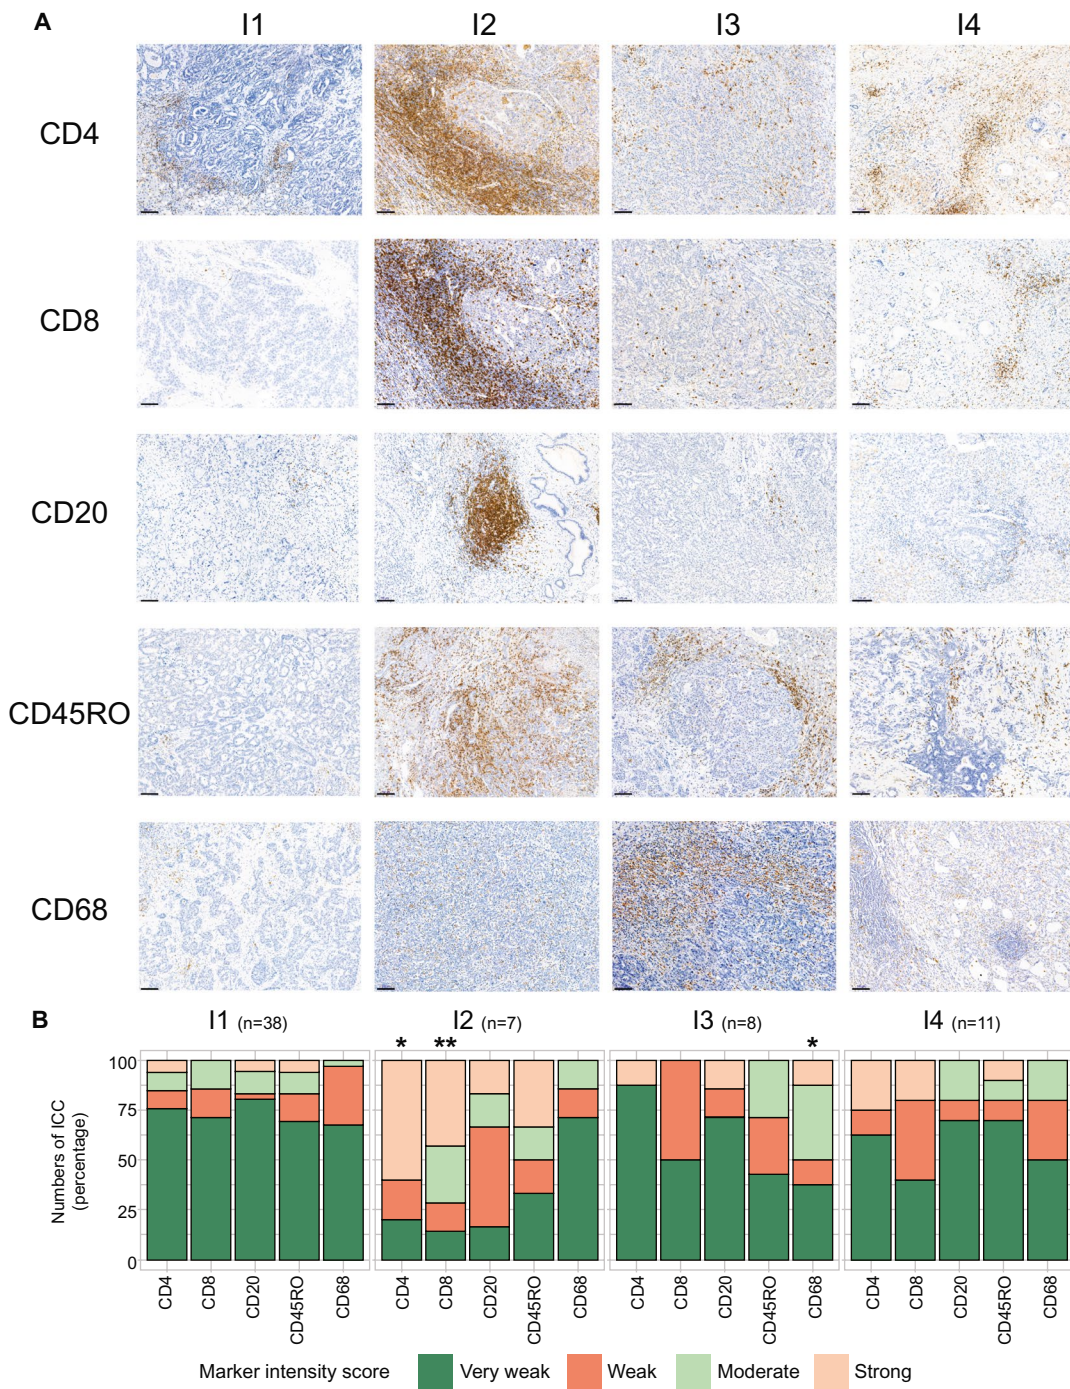 A
I1 I2 I3 I4
CD4
CD8
CD20
CD45RO
CD68
B
I1 (n=38) I2 (n=7) I3 (n=8) I4 (n=11)
* ** *
Numbers of ICC
(percentage)
100
75
50
25
0
CD4 CD8 CD20 CD45RO CD68 CD4 CD8 CD20 CD45RO CD68 CD4 CD8 CD20 CD45RO CD68 CD4 CD8 CD20 CD45RO CD68
Marker intensity score Very weak Weak Moderate Strong